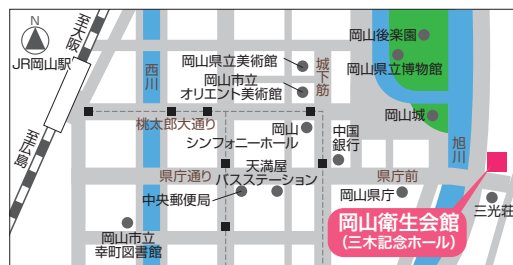 至大阪
N
JR岡山駅
至広島
西川
岡山県立美術館
岡山市立
オリエント美術館
城下筋
岡山後楽園
岡山県立博物館
岡山城
旭川
桃太郎大通り
岡山
シンフォニーホール
中国
銀行
県庁通り
天満屋
バスステーション
県庁前
中央郵便局
岡山県庁
三光荘
岡山市立
幸町図書館
岡山衛生会館
（三木記念ホール）